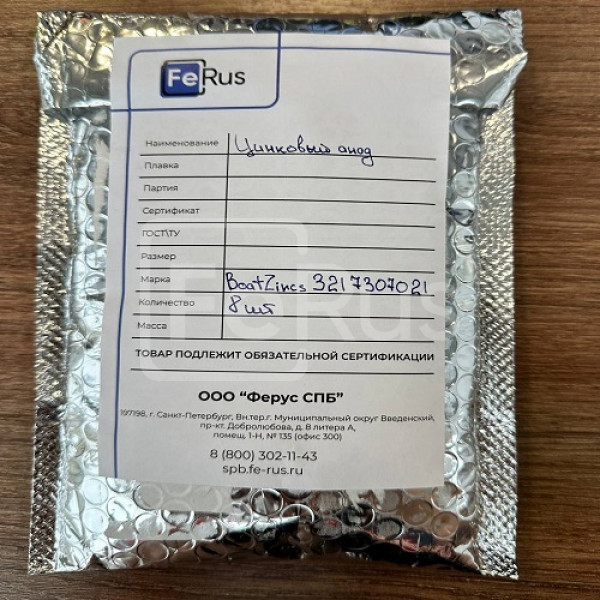 FeRus
Наименование Цинковый анод
Плавка
Партия
Сертификат
ГОСТ\ТУ
Размер
Марка BoatZincs 3217307021
Количество 8 шт
Масса
FeRus
ТОВАР ПОДЛЕЖИТ ОБЯЗАТЕЛЬНОЙ СЕРТИФИКАЦИИ
ООО "Ферус СПБ"
197198, г. Санкт-Петербург, Вн.тер.г. Муниципальный округ Введенский,
пр-кт. Добролюбова, д. 8 литера А,
помещ. 1-Н, № 135 (офис 300)
8 (800) 302-11-43
spb.fe-rus.ru